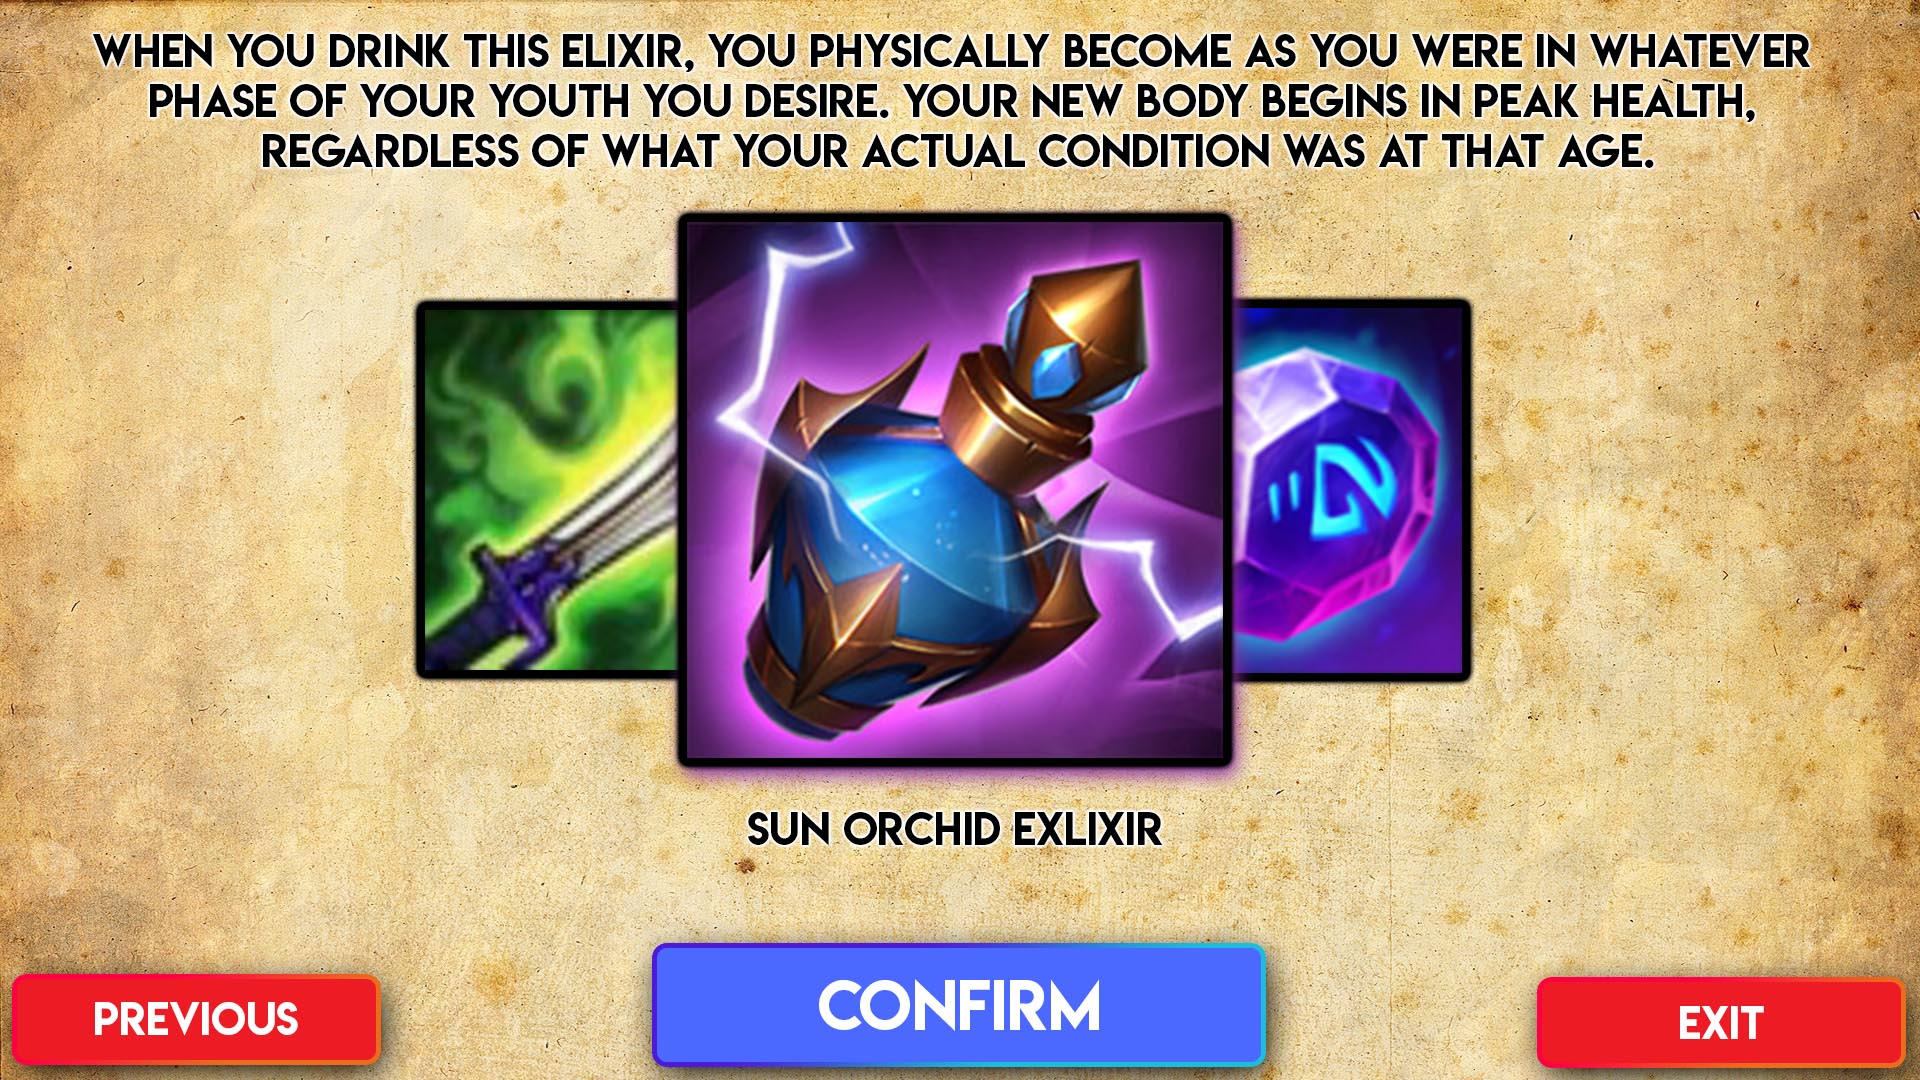 WHEN YOU DRINK THIS ELIXIR, YOU PHYSICALLY BECOME AS YOU WERE IN WHATEVER
PHASE OF YOUR YOUTH YOU DESIRE. YOUR NEW BODY BEGINS IN PEAK HEALTH,
REGARDLESS OF WHAT YOUR ACTUAL CONDITION WAS AT THAT AGE.
SUN ORCHID EXLIXIR
PREVIOUS
CONFIRM
EXIT